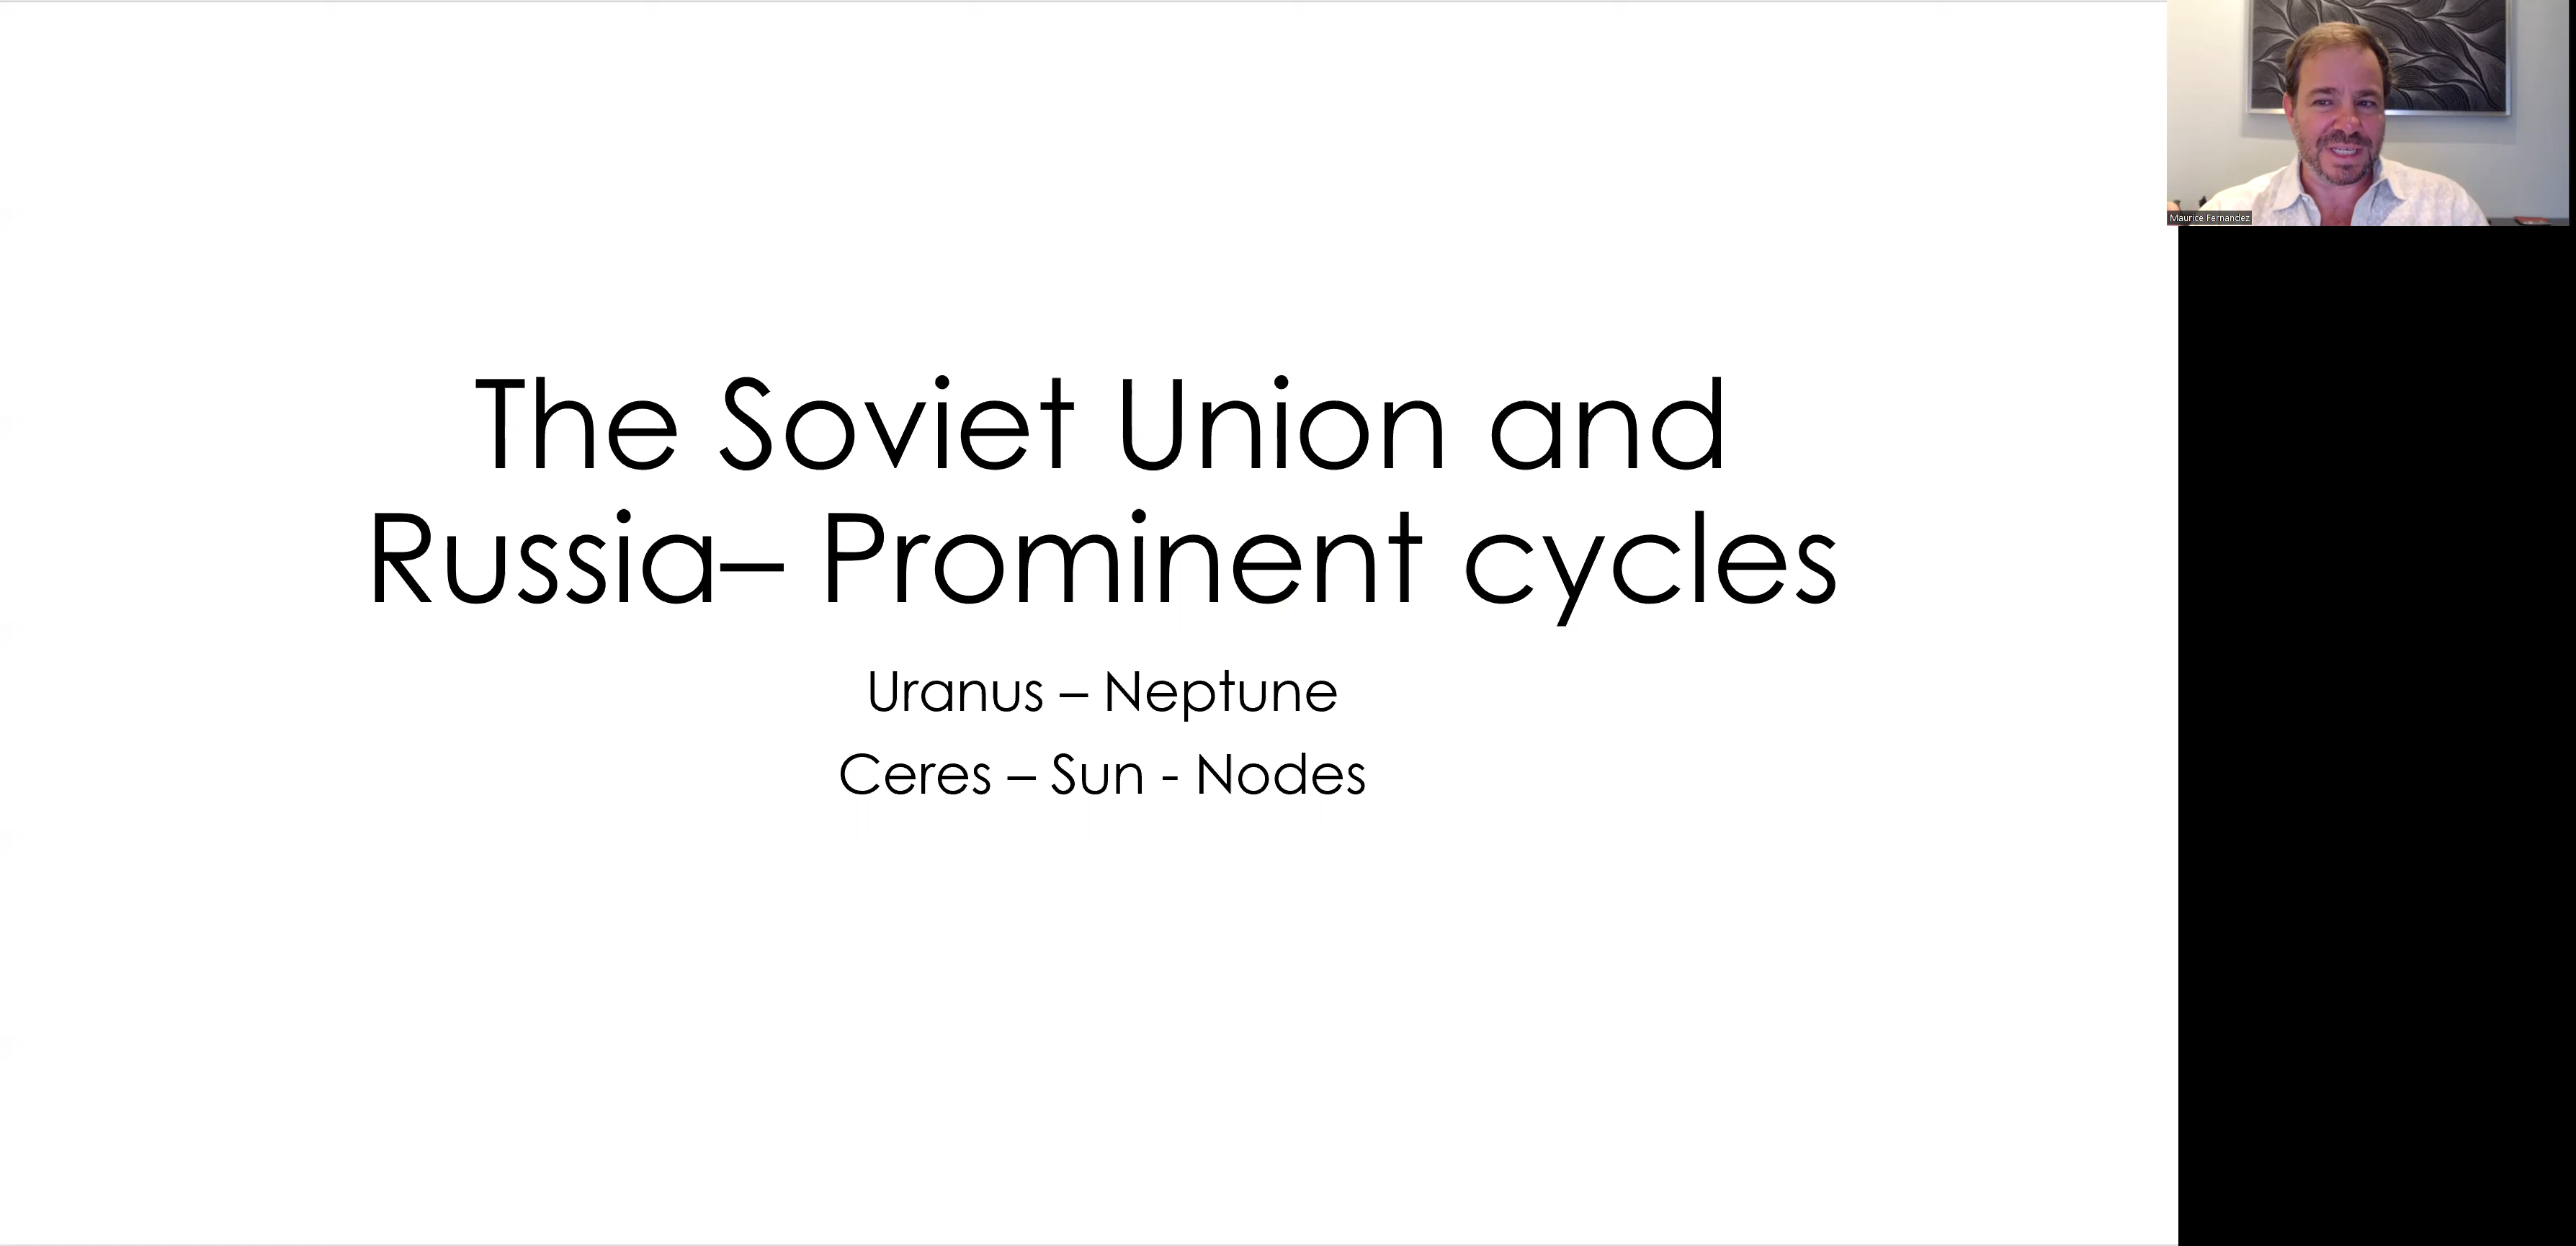 The Soviet Union and
Russia– Prominent cycles
Uranus – Neptune
Ceres – Sun - Nodes
Maurice Fernandez